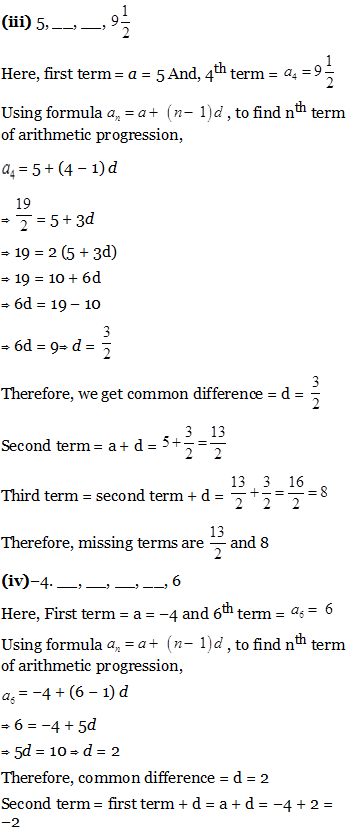 (iii) 5, __, __, 9 1/2
Here, first term = a = 5 And, 4th term = a₄ = 9 1/2
Using formula aₙ = a + (n − 1)d , to find nth term
of arithmetic progression,
a₄ = 5 + (4 − 1) d
⇒ 19/2 = 5 + 3d
⇒ 19 = 2 (5 + 3d)
⇒ 19 = 10 + 6d
⇒ 6d = 19 – 10
⇒ 6d = 9⇒ d = 3/2
Therefore, we get common difference = d = 3/2
Second term = a + d = 5 + 3/2 = 13/2
Third term = second term + d = 13/2 + 3/2 = 16/2 = 8
Therefore, missing terms are 13/2 and 8
(iv)−4. __, __, __, __, 6
Here, First term = a = −4 and 6th term = a₆ = 6
Using formula aₙ = a + (n − 1)d , to find nth term
of arithmetic progression,
a₆ = −4 + (6 − 1) d
⇒ 6 = −4 + 5d
⇒ 5d = 10 ⇒ d = 2
Therefore, common difference = d = 2
Second term = first term + d = a + d = −4 + 2 =
−2